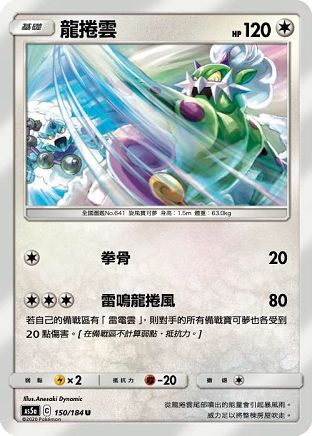 基礎 龍捲雲 HP 120
全國圖鑑No.641 旋風寶可夢 身高：1.5m 體重：63.0kg
拳骨 20
雷鳴龍捲風 80
若自己的備戰區有「雷電雲」，則對手的所有備戰寶可夢也各受到
20點傷害。[在備戰區不計算弱點、抵抗力。]
弱點 ×2 抵抗力 -20 撤退
Illus.Anesaki Dynamic
AS5a C 150/184 U
©2020 Pokémon
從龍捲雲尾部噴出的能量會引起暴風雨。
威力足以將整棟房屋吹走。